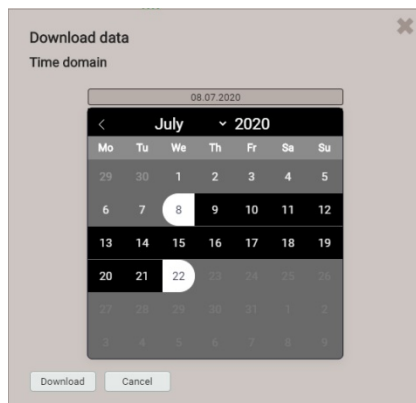 Download data
Time domain
08.07.2020
July 2020
Mo Tu We Th Fr Sa Su
29 30 1 2 3 4 5
6 7 8 9 10 11 12
13 14 15 16 17 18 19
20 21 22 23 24 25 26
27 28 29 30 31 1 2
3 4 5 6 7 8 9
Download Cancel